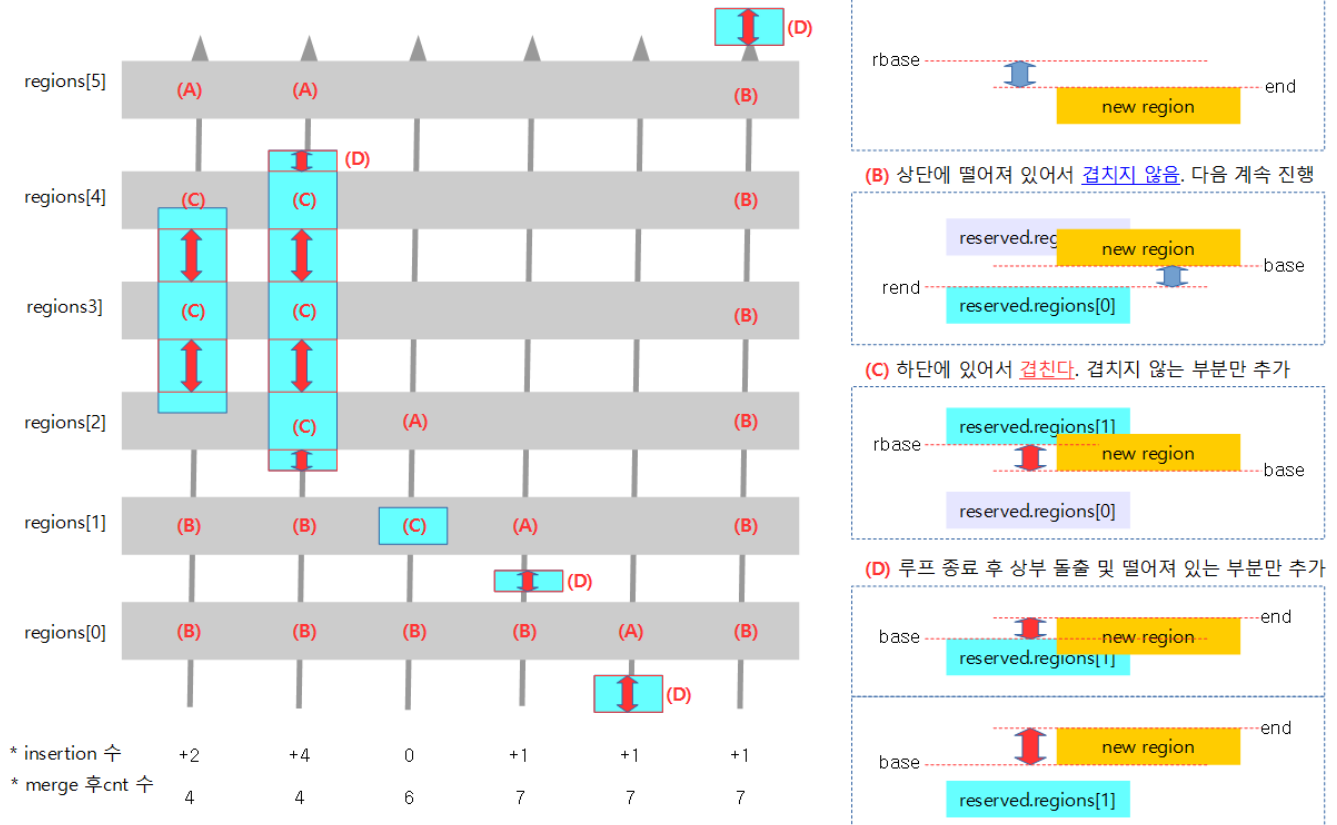 (D)
regions[5]
(A)
(A)
(B)
(D)
regions[4]
(C)
(C)
(B)
regions3]
(C)
(C)
(B)
regions[2]
(C)
(A)
(B)
regions[1]
(B)
(B)
(C)
(A)
(B)
(D)
regions[0]
(B)
(B)
(B)
(B)
(A)
(B)
(D)
* insertion 수 +2 +4 0 +1 +1 +1
* merge 후cnt 수 4 4 6 7 7 7
rbase
end
new region
(B) 상단에 떨어져 있어서 겹치지 않음. 다음 계속 진행
new region
base
rend
reserved.regions[0]
(C) 하단에 있어서 겹친다. 겹치지 않는 부분만 추가
reserved.regions[1]
rbase
new region
base
reserved.regions[0]
(D) 루프 종료 후 상부 돌출 및 떨어져 있는 부분만 추가
end
base
new region
reserved.regions[1]
end
new region
base
reserved.regions[1]